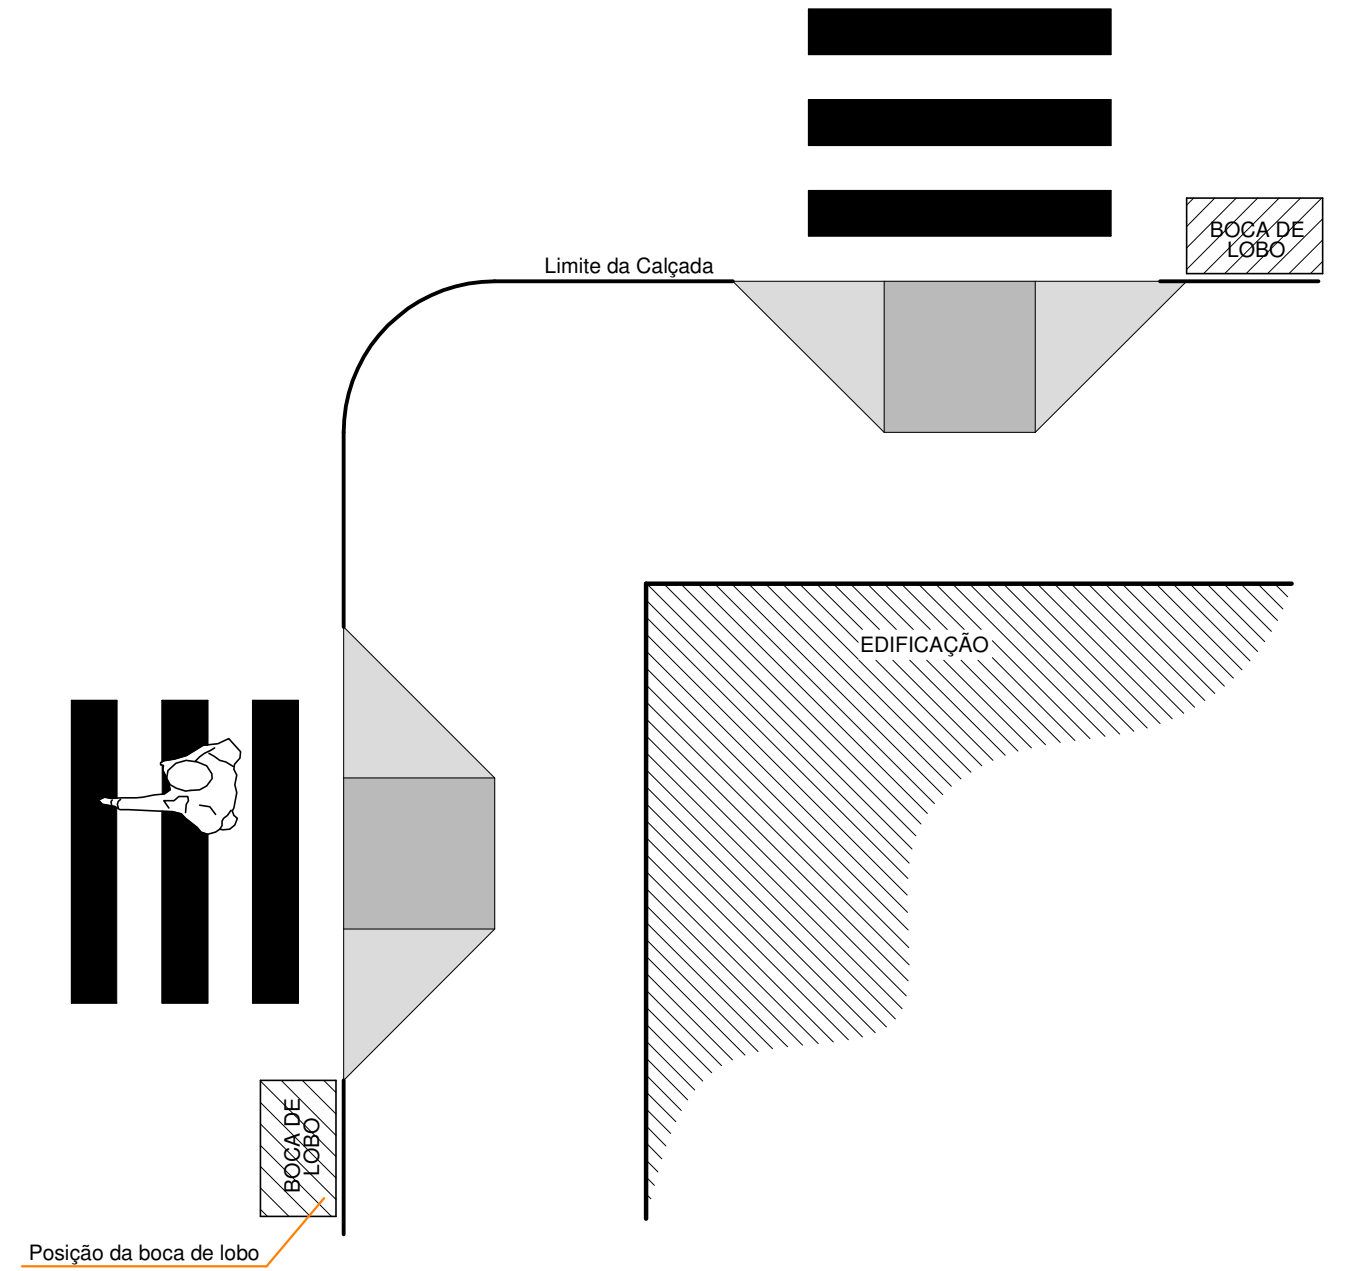 BOCA DE
LOBO
Limite da Calçada
EDIFICAÇÃO
BOCA DE
LOBO
Posição da boca de lobo